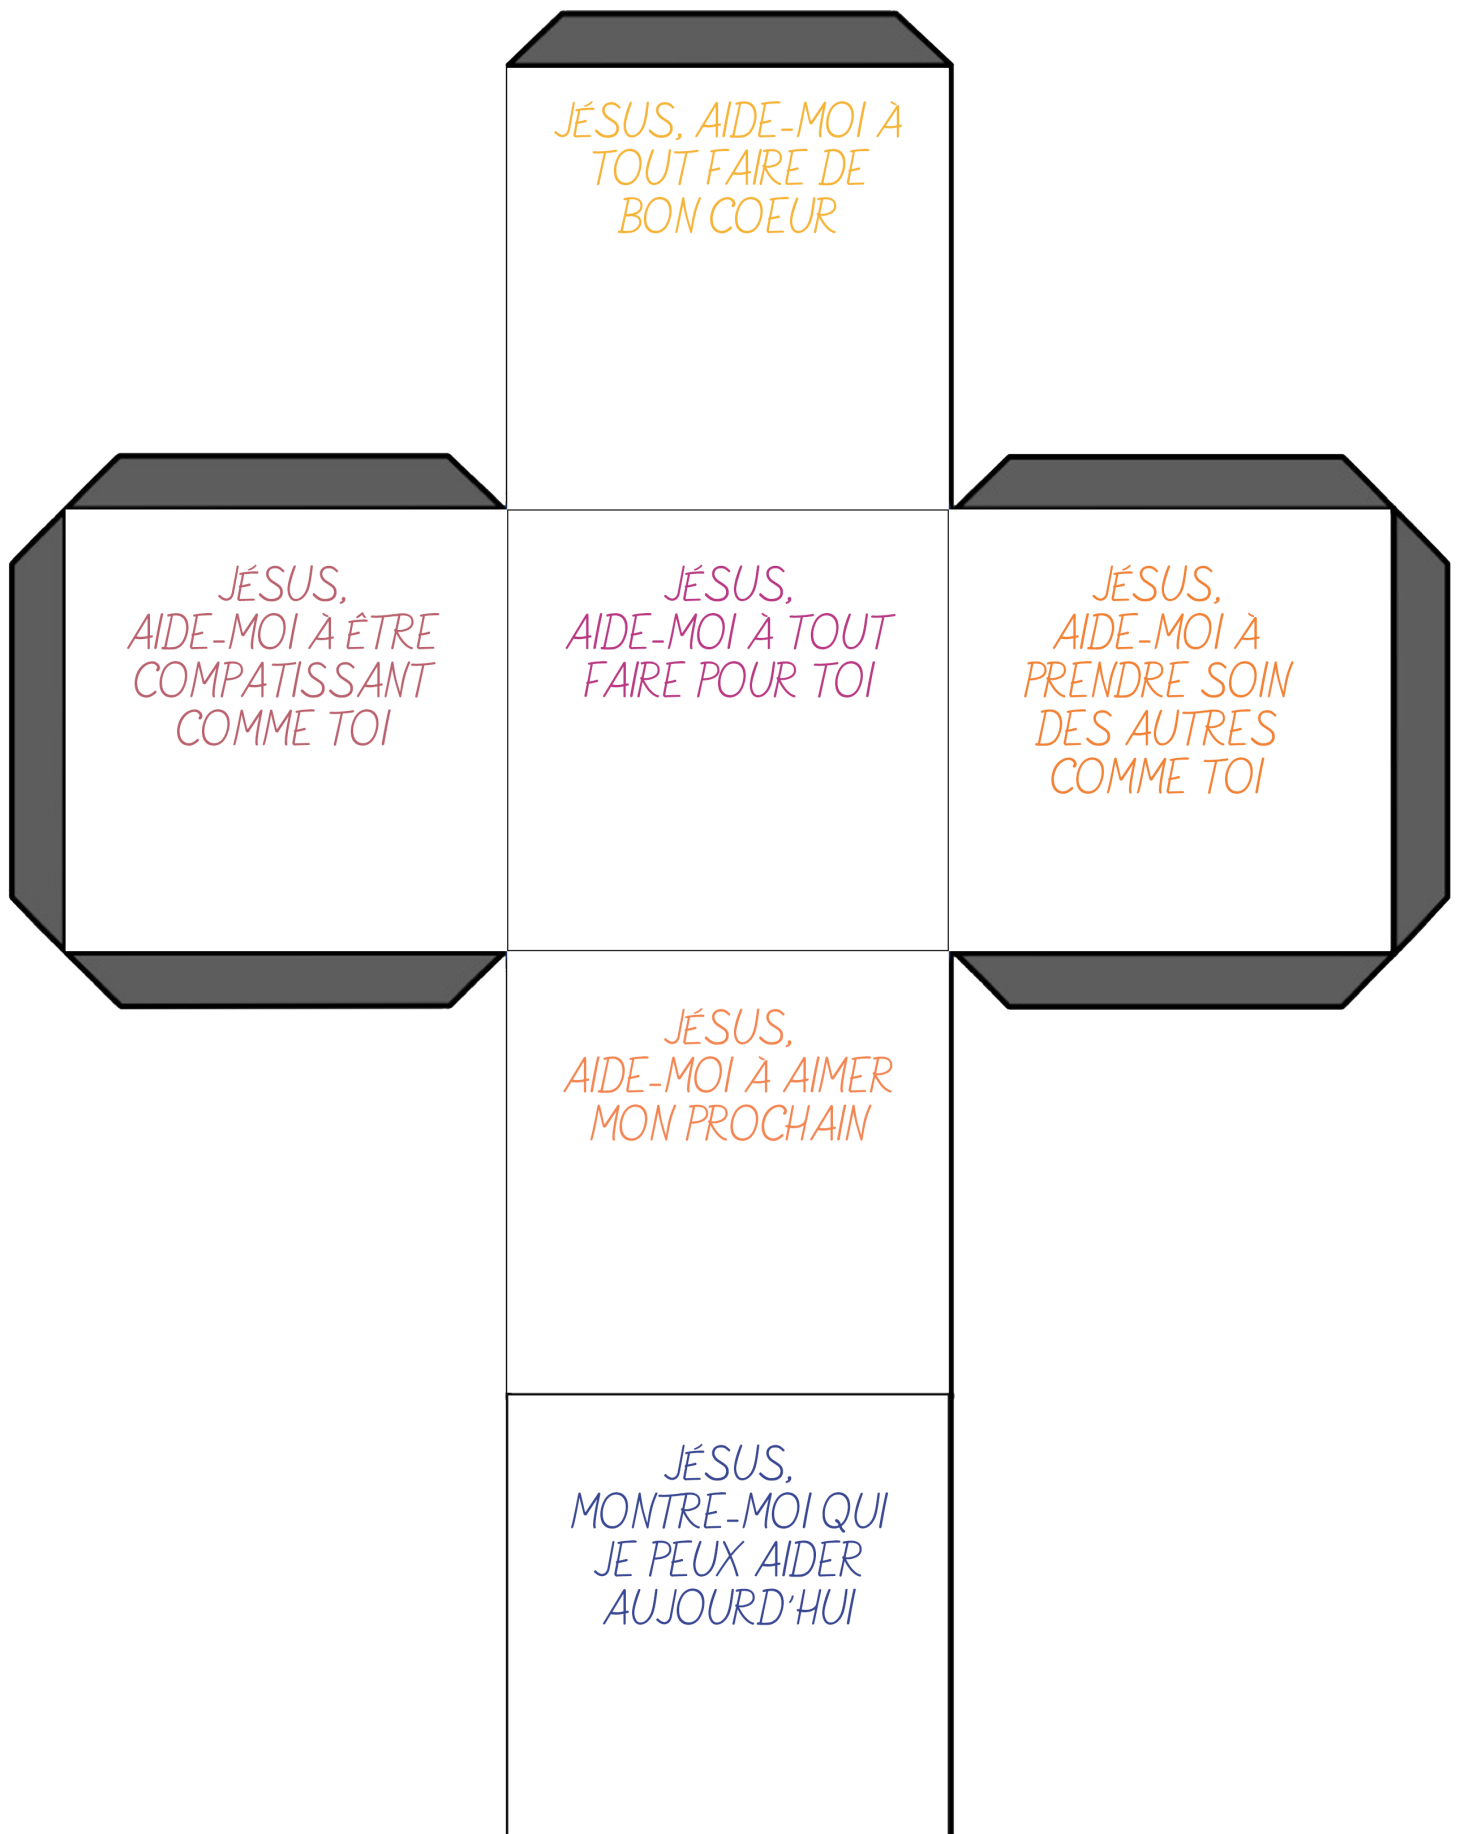 JÉSUS, AIDE-MOI À
TOUT FAIRE DE
BON COEUR
JÉSUS,
AIDE-MOI À ÊTRE
COMPATISSANT
COMME TOI
JÉSUS,
AIDE-MOI À TOUT
FAIRE POUR TOI
JÉSUS,
AIDE-MOI À
PRENDRE SOIN
DES AUTRES
COMME TOI
JÉSUS,
AIDE-MOI À AIMER
MON PROCHAIN
JÉSUS,
MONTRE-MOI QUI
JE PEUX AIDER
AUJOURD'HUI